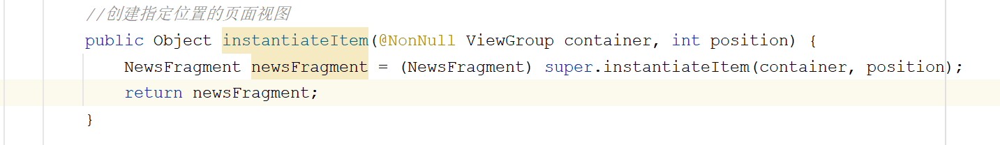 //创建指定位置的页面视图
public Object instantiateItem(@NonNull ViewGroup container, int position) {
NewsFragment newsFragment = (NewsFragment) super.instantiateItem(container, position);
return newsFragment;
}